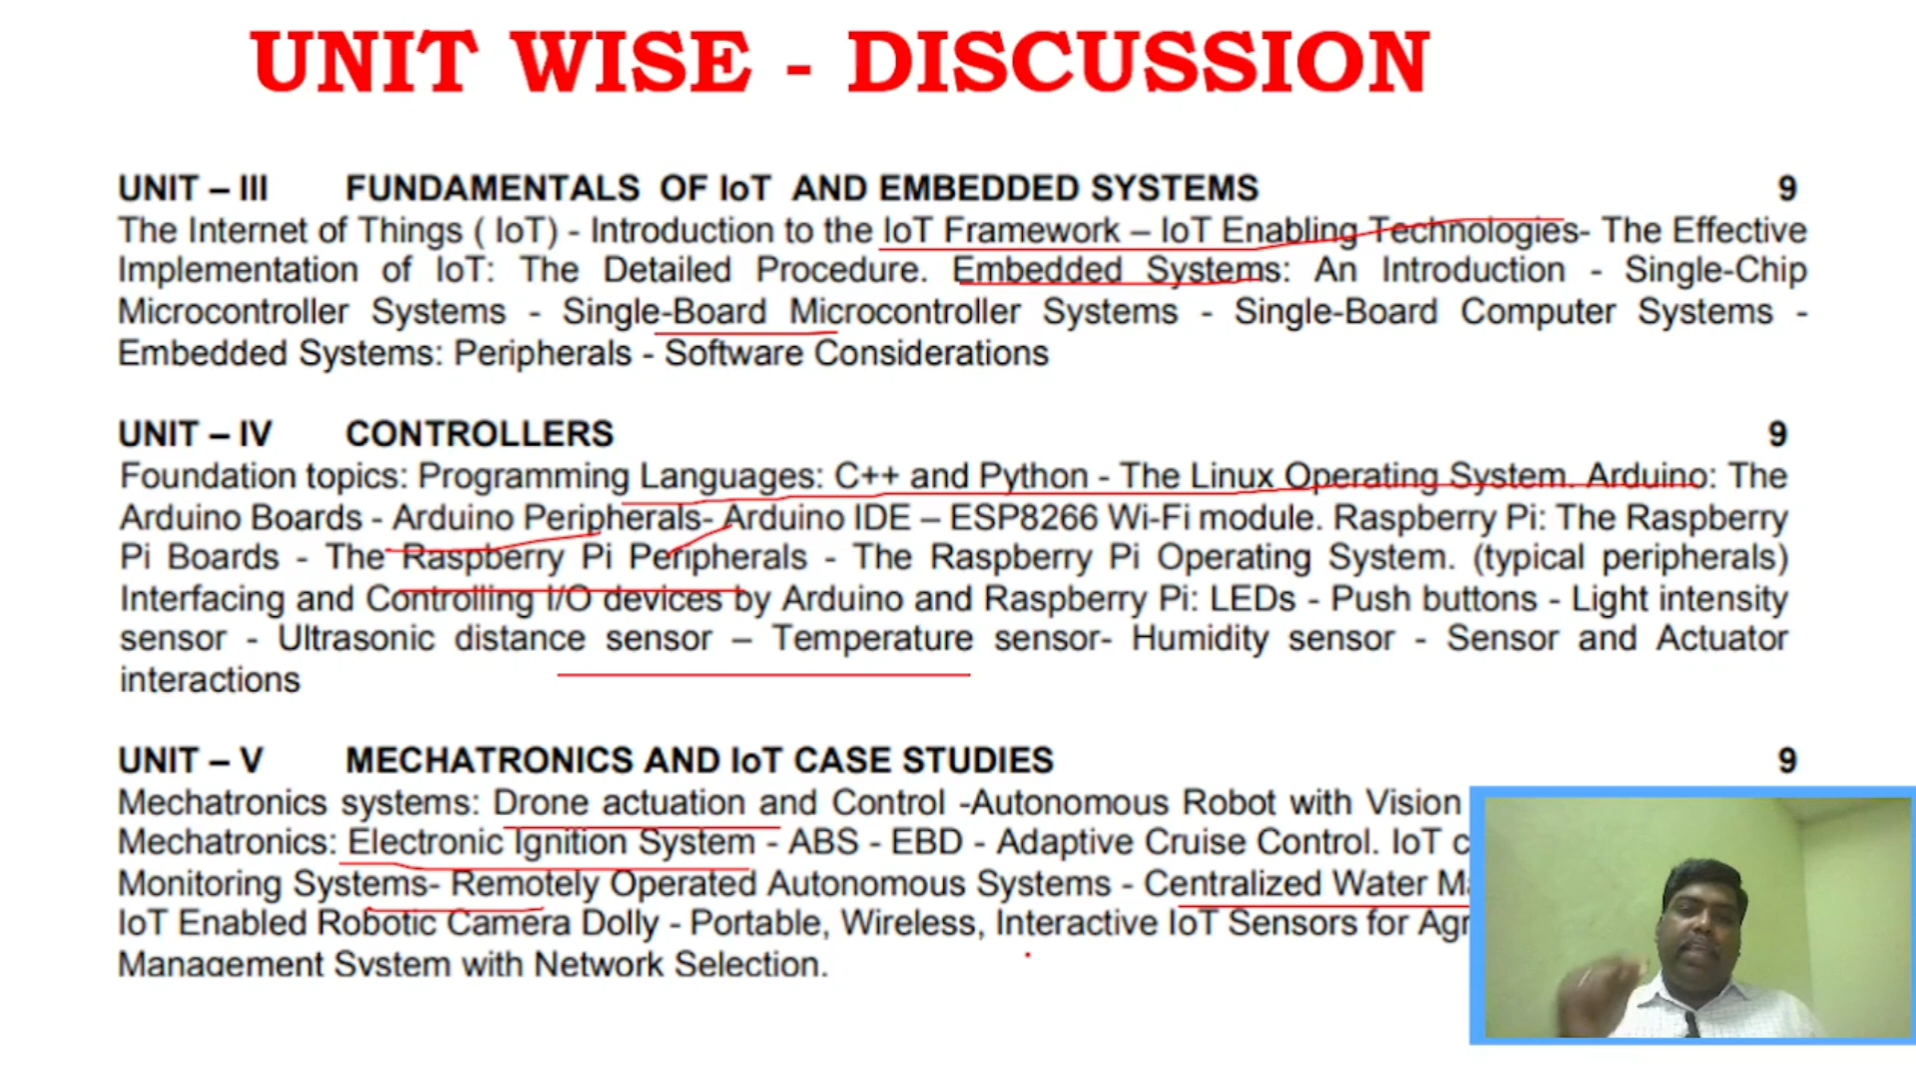 UNIT WISE - DISCUSSION
UNIT – III FUNDAMENTALS OF IoT AND EMBEDDED SYSTEMS 9
The Internet of Things ( IoT) - Introduction to the IoT Framework – IoT Enabling Technologies- The Effective
Implementation of IoT: The Detailed Procedure. Embedded Systems: An Introduction - Single-Chip
Microcontroller Systems - Single-Board Microcontroller Systems - Single-Board Computer Systems -
Embedded Systems: Peripherals - Software Considerations
UNIT – IV CONTROLLERS 9
Foundation topics: Programming Languages: C++ and Python - The Linux Operating System. Arduino: The
Arduino Boards - Arduino Peripherals- Arduino IDE – ESP8266 Wi-Fi module. Raspberry Pi: The Raspberry
Pi Boards - The Raspberry Pi Peripherals - The Raspberry Pi Operating System. (typical peripherals)
Interfacing and Controlling I/O devices by Arduino and Raspberry Pi: LEDs - Push buttons - Light intensity
sensor - Ultrasonic distance sensor – Temperature sensor- Humidity sensor - Sensor and Actuator
interactions
UNIT – V MECHATRONICS AND IoT CASE STUDIES 9
Mechatronics systems: Drone actuation and Control -Autonomous Robot with Vision
Mechatronics: Electronic Ignition System - ABS - EBD - Adaptive Cruise Control. IoT
Monitoring Systems- Remotely Operated Autonomous Systems - Centralized Water
IoT Enabled Robotic Camera Dolly - Portable, Wireless, Interactive IoT Sensors for
Management System with Network Selection.